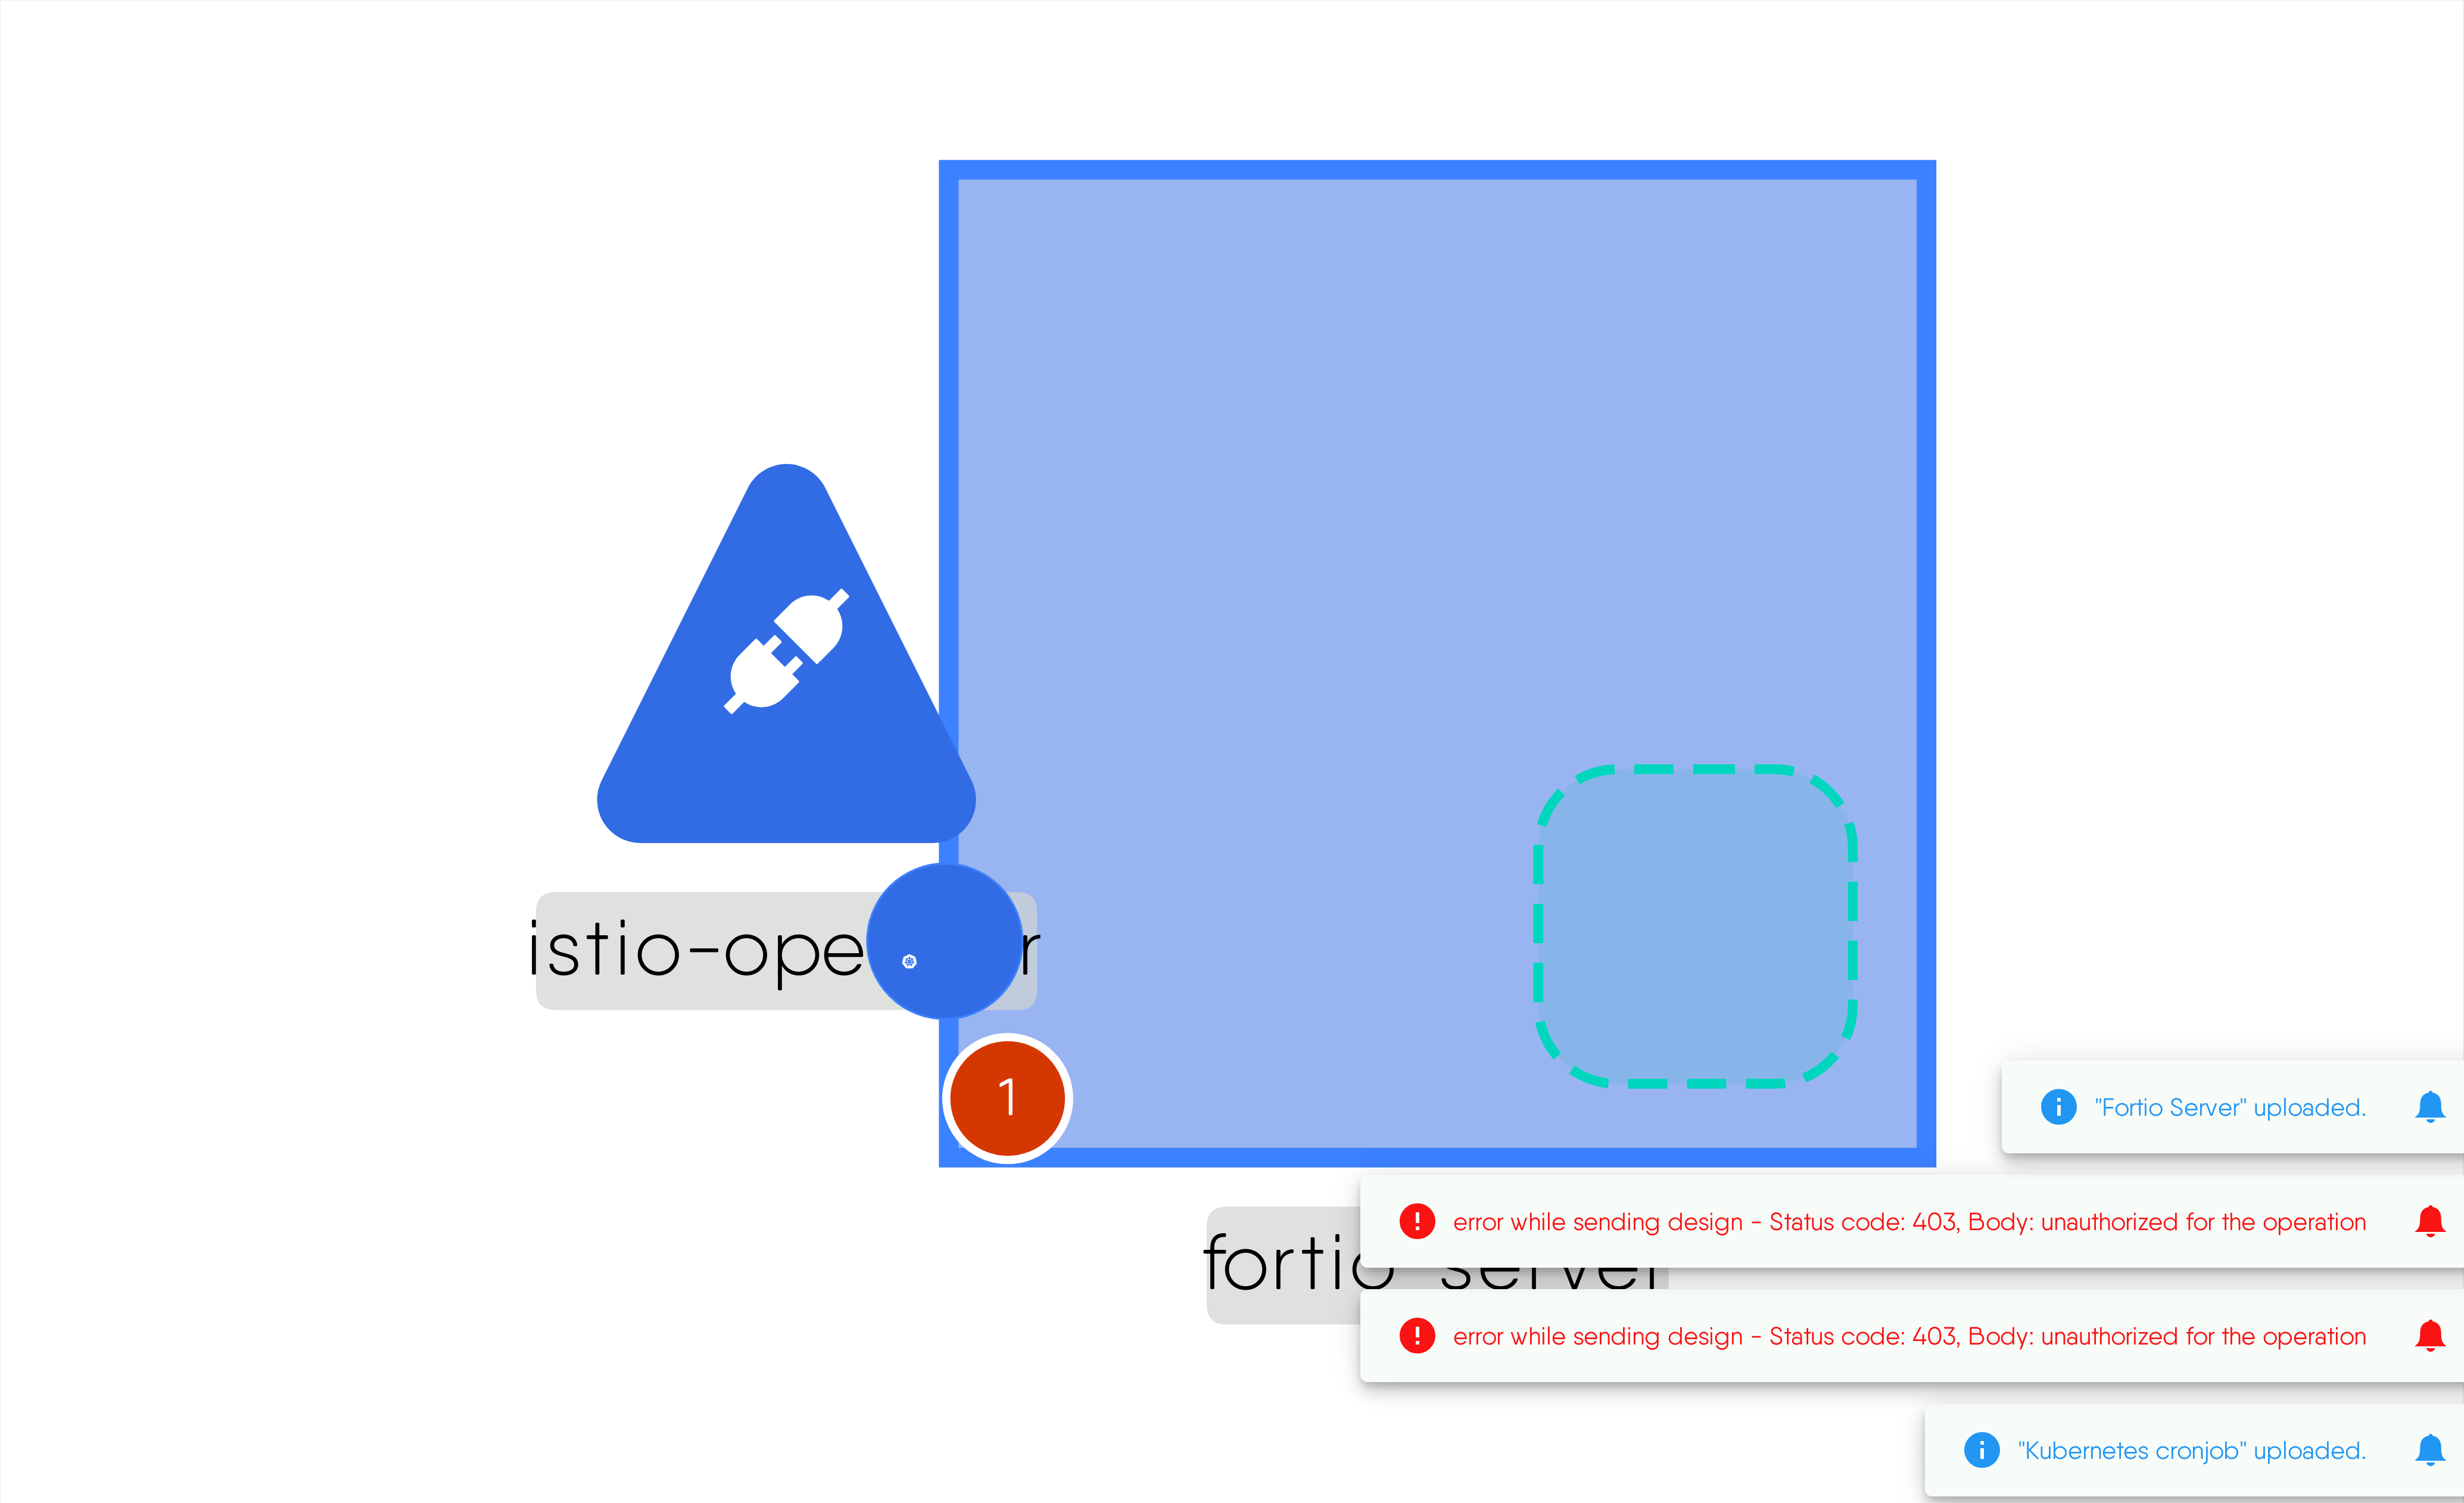 istio-ope r
1
"Fortio Server" uploaded.
error while sending design - Status code: 403, Body: unauthorized for the operation
fortio server
error while sending design - Status code: 403, Body: unauthorized for the operation
"Kubernetes cronjob" uploaded.